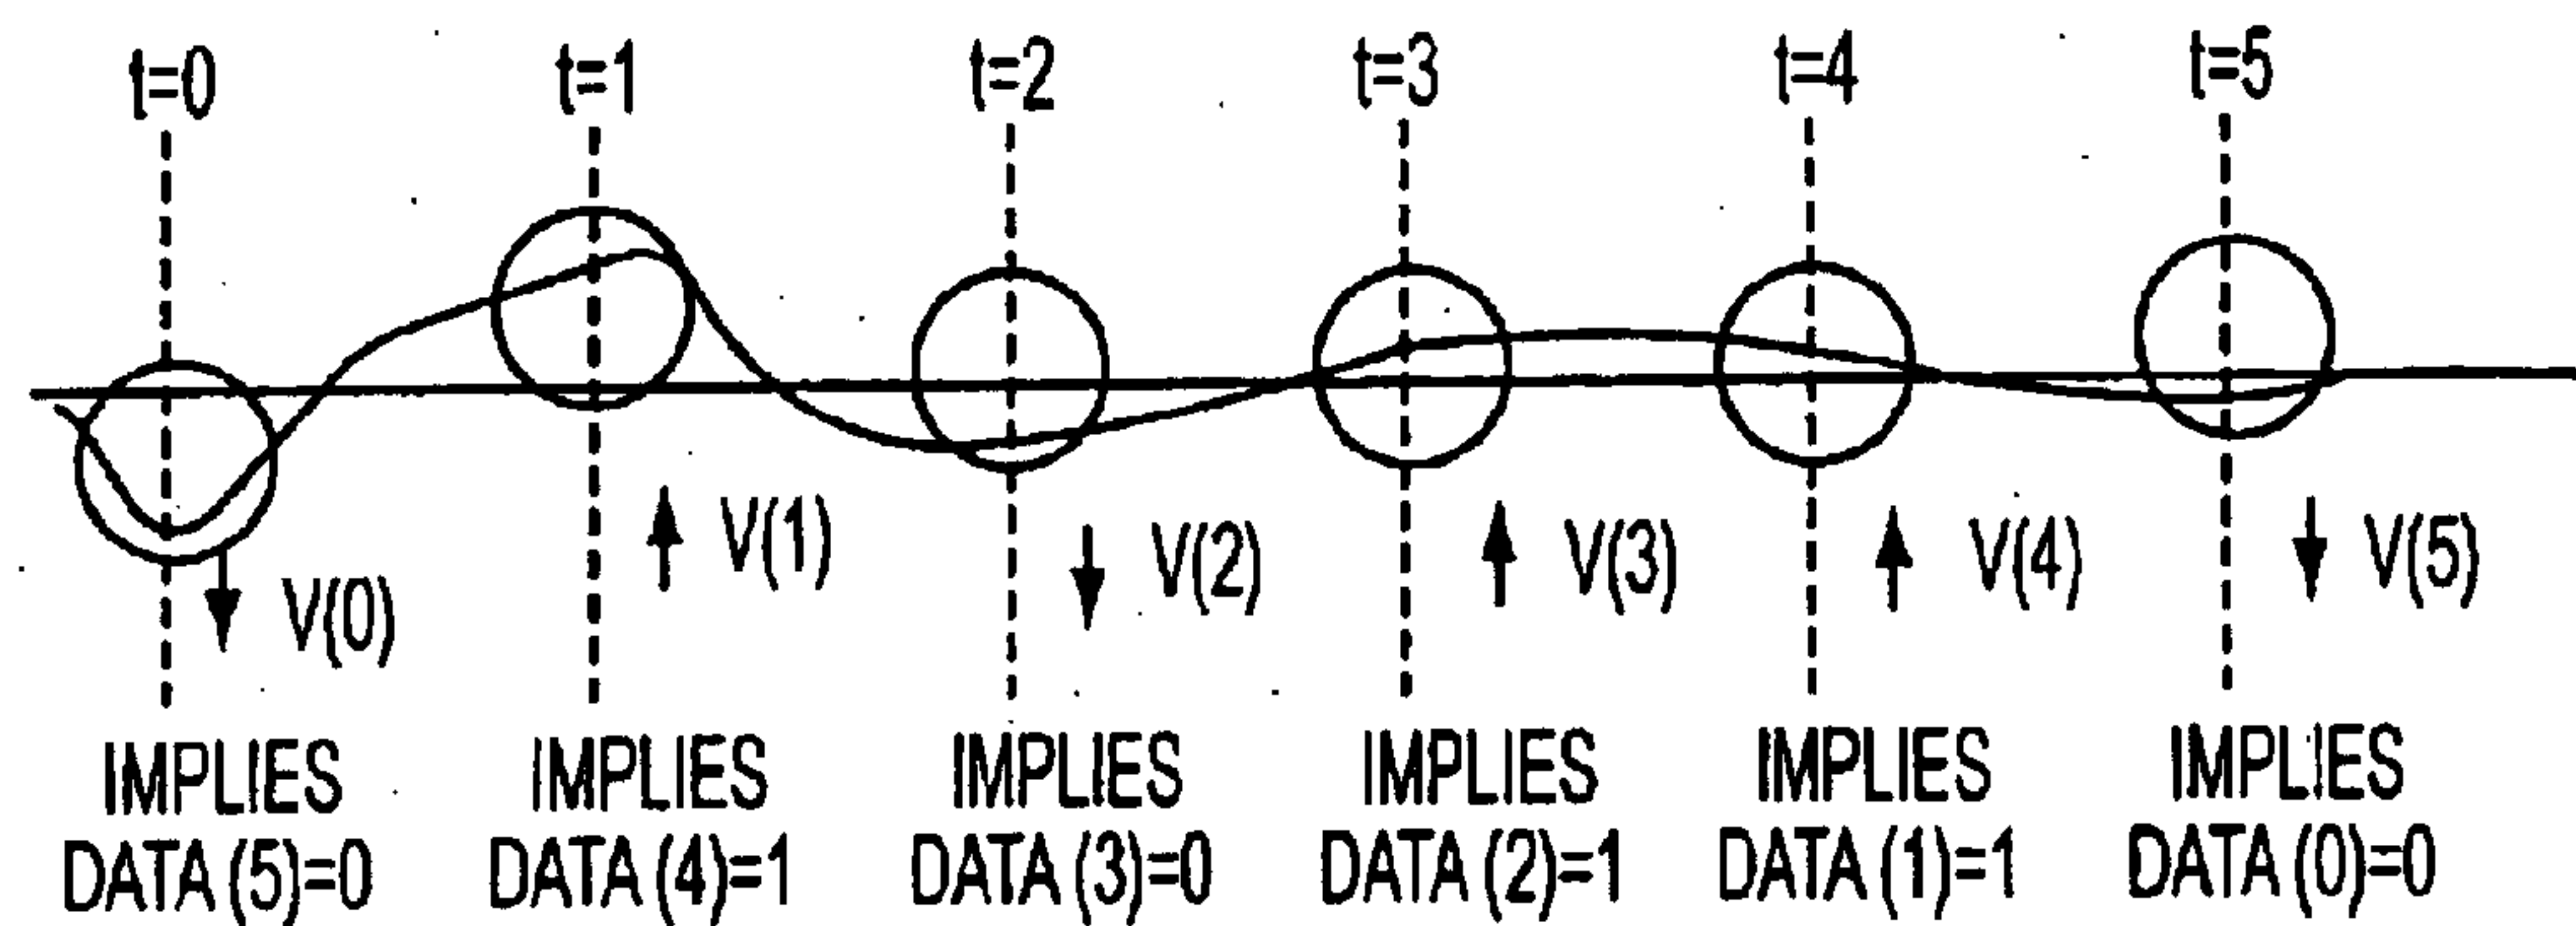 t=0 t=1 t=2 t=3 t=4 t=5
V(0) V(1) V(2) V(3) V(4) V(5)
IMPLIES IMPLIES IMPLIES IMPLIES IMPLIES IMPLIES
DATA (5)=0 DATA (4)=1 DATA (3)=0 DATA (2)=1 DATA (1)=1 DATA (0)=0